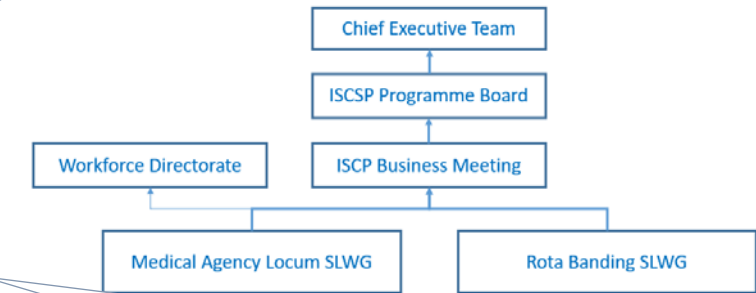 Chief Executive Team
ISCSP Programme Board
Workforce Directorate
ISCP Business Meeting
Medical Agency Locum SLWG
Rota Banding SLWG